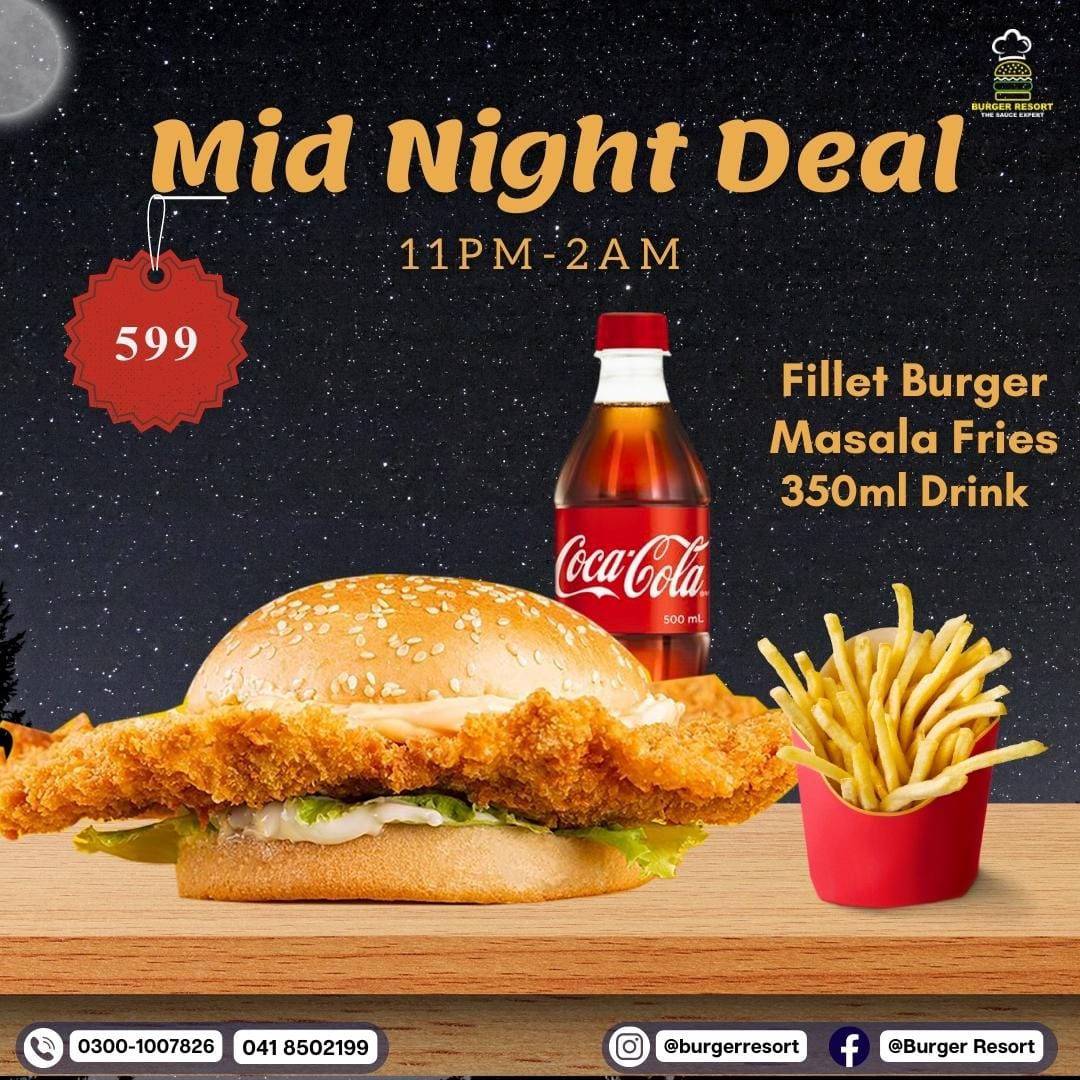 BURGER RESORT
THE SAUCE EXPERT
Mid Night Deal
11PM-2AM
599
Fillet Burger
Masala Fries
350ml Drink
Coca-Cola
500 mL
0300-1007826
041 8502199
@burgerresort
@Burger Resort